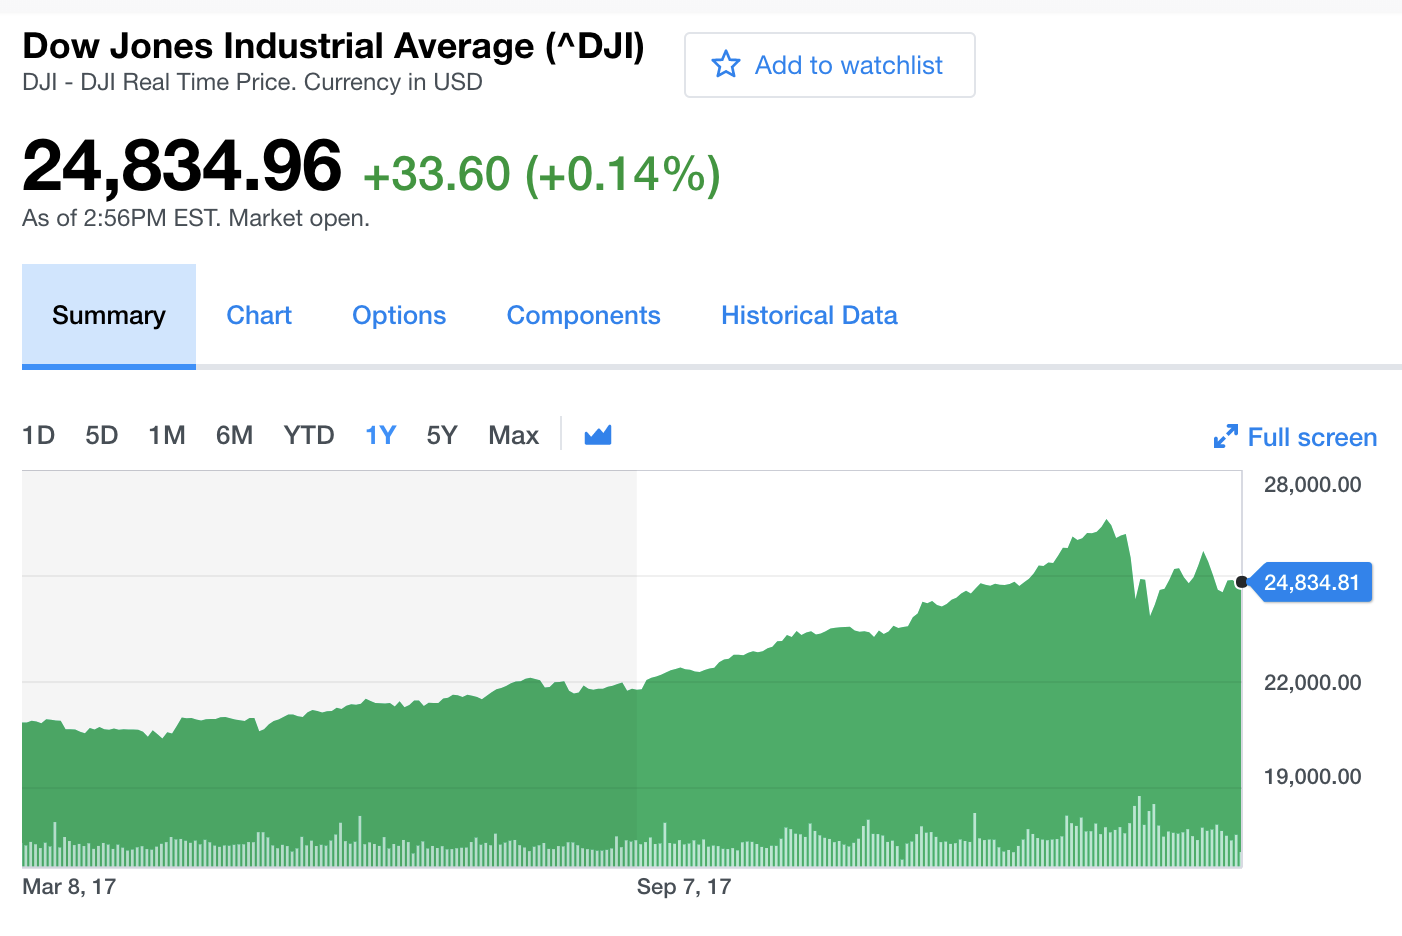 Dow Jones Industrial Average (^DJI)
Add to watchlist
DJI - DJI Real Time Price. Currency in USD
24,834.96 +33.60 (+0.14%)
As of 2:56PM EST. Market open.
Summary Chart Options Components Historical Data
1D 5D 1M 6M YTD 1Y 5Y Max
Full screen
28,000.00
24,834.81
22,000.00
19,000.00
Mar 8, 17 Sep 7, 17